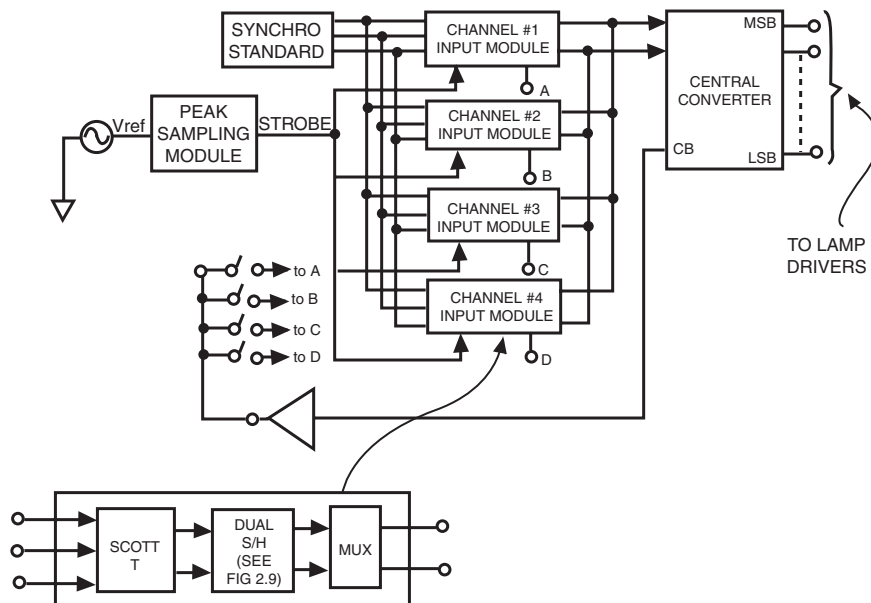 SYNCHRO
STANDARD
CHANNEL #1
INPUT MODULE
A
MSB
CENTRAL
CONVERTER
CB
LSB
Vref
PEAK
SAMPLING
MODULE
STROBE
CHANNEL #2
INPUT MODULE
B
CHANNEL #3
INPUT MODULE
C
CHANNEL #4
INPUT MODULE
D
TO LAMP
DRIVERS
to A
to B
to C
to D
SCOTT
T
DUAL
S/H
(SEE
FIG 2.9)
MUX